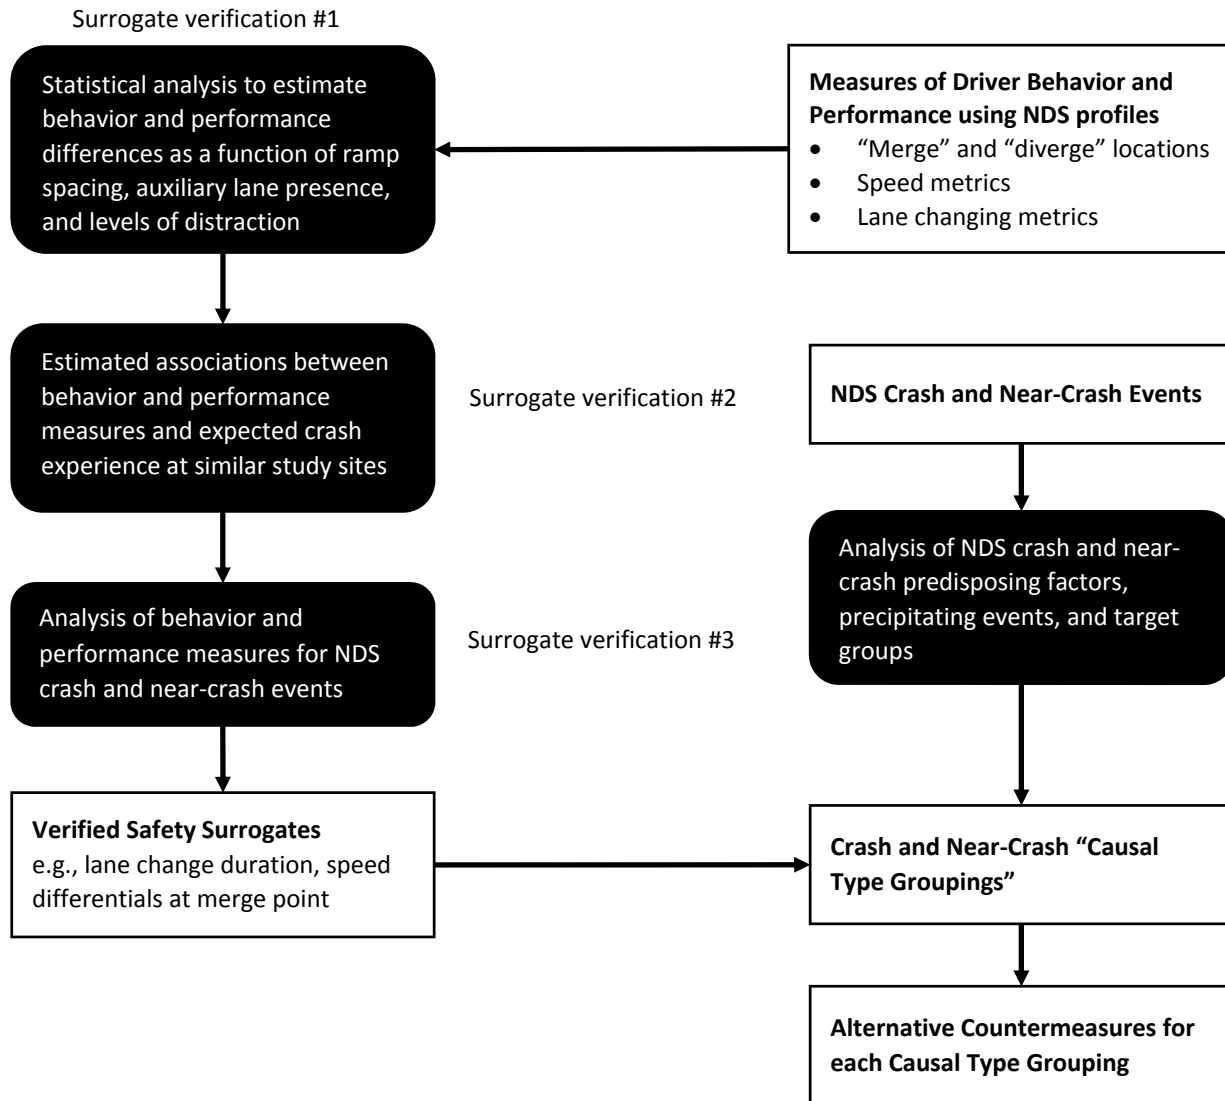 Surrogate verification #1
Statistical analysis to estimate
behavior and performance
differences as a function of ramp
spacing, auxiliary lane presence,
and levels of distraction
Measures of Driver Behavior and
Performance using NDS profiles
• “Merge” and “diverge” locations
• Speed metrics
• Lane changing metrics
Estimated associations between
behavior and performance
measures and expected crash
experience at similar study sites
Surrogate verification #2
NDS Crash and Near-Crash Events
Analysis of NDS crash and near-
crash predisposing factors,
precipitating events, and target
groups
Analysis of behavior and
performance measures for NDS
crash and near-crash events
Surrogate verification #3
Verified Safety Surrogates
e.g., lane change duration, speed
differentials at merge point
Crash and Near-Crash “Causal
Type Groupings”
Alternative Countermeasures for
each Causal Type Grouping